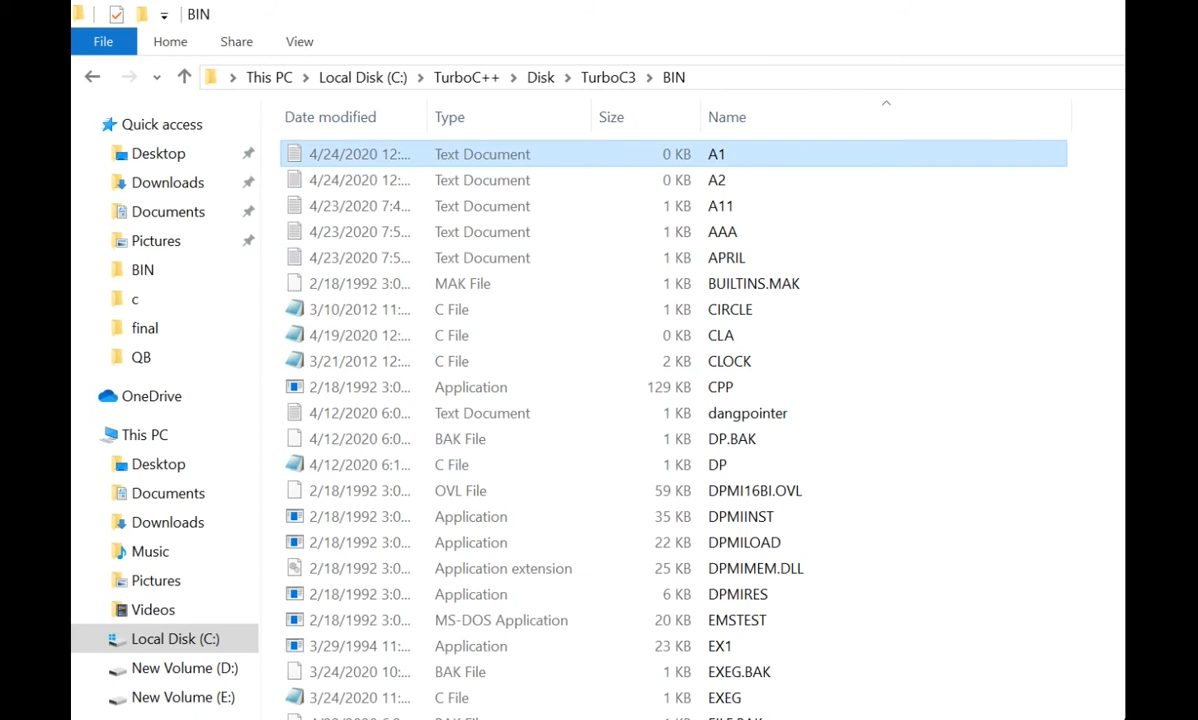 BIN
File Home Share View
This PC Local Disk (C:) TurboC++ Disk TurboC3 BIN
Date modified Type Size Name
Quick access
Desktop
Downloads
Documents
Pictures
BIN
c
final
QB
OneDrive
This PC
Desktop
Documents
Downloads
Music
Pictures
Videos
Local Disk (C:)
New Volume (D:)
New Volume (E:)
4/24/2020 12:... Text Document 0 KB A1
4/24/2020 12:... Text Document 0 KB A2
4/23/2020 7:4... Text Document 1 KB A11
4/23/2020 7:5... Text Document 1 KB AAA
4/23/2020 7:5... Text Document 1 KB APRIL
2/18/1992 3:0... MAK File 1 KB BUILTINS.MAK
3/10/2012 11:... C File 1 KB CIRCLE
4/19/2020 12:... C File 0 KB CLA
3/21/2012 12:... C File 2 KB CLOCK
2/18/1992 3:0... Application 129 KB CPP
4/12/2020 6:0... Text Document 1 KB dangpointer
4/12/2020 6:0... BAK File 1 KB DP.BAK
4/12/2020 6:1... C File 1 KB DP
2/18/1992 3:0... OVL File 59 KB DPMI16BI.OVL
2/18/1992 3:0... Application 35 KB DPMIINST
2/18/1992 3:0... Application 22 KB DPMILOAD
2/18/1992 3:0... Application extension 25 KB DPMIMEM.DLL
2/18/1992 3:0... Application 6 KB DPMIRES
2/18/1992 3:0... MS-DOS Application 20 KB EMSTEST
3/29/1994 11:... Application 23 KB EX1
3/24/2020 10:... BAK File 1 KB EXEG.BAK
3/24/2020 11:... C File 1 KB EXEG